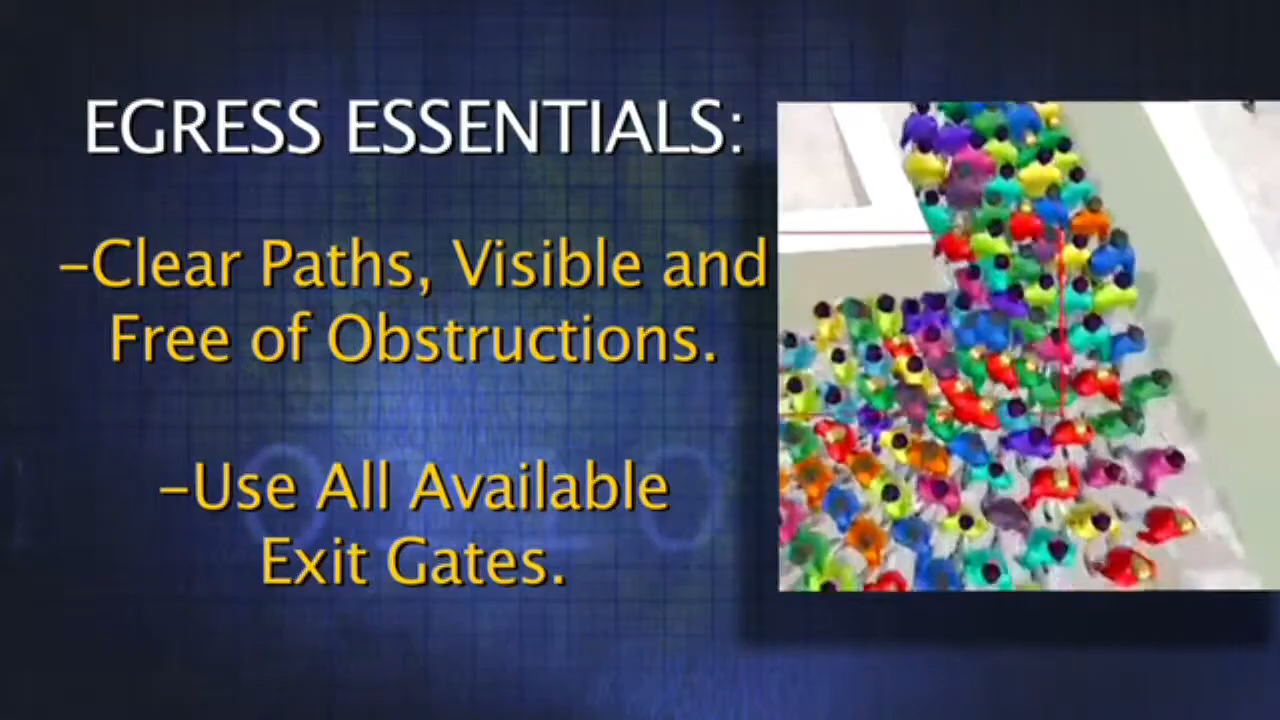 EGRESS ESSENTIALS:
-Clear Paths, Visible and
Free of Obstructions.
-Use All Available
Exit Gates.